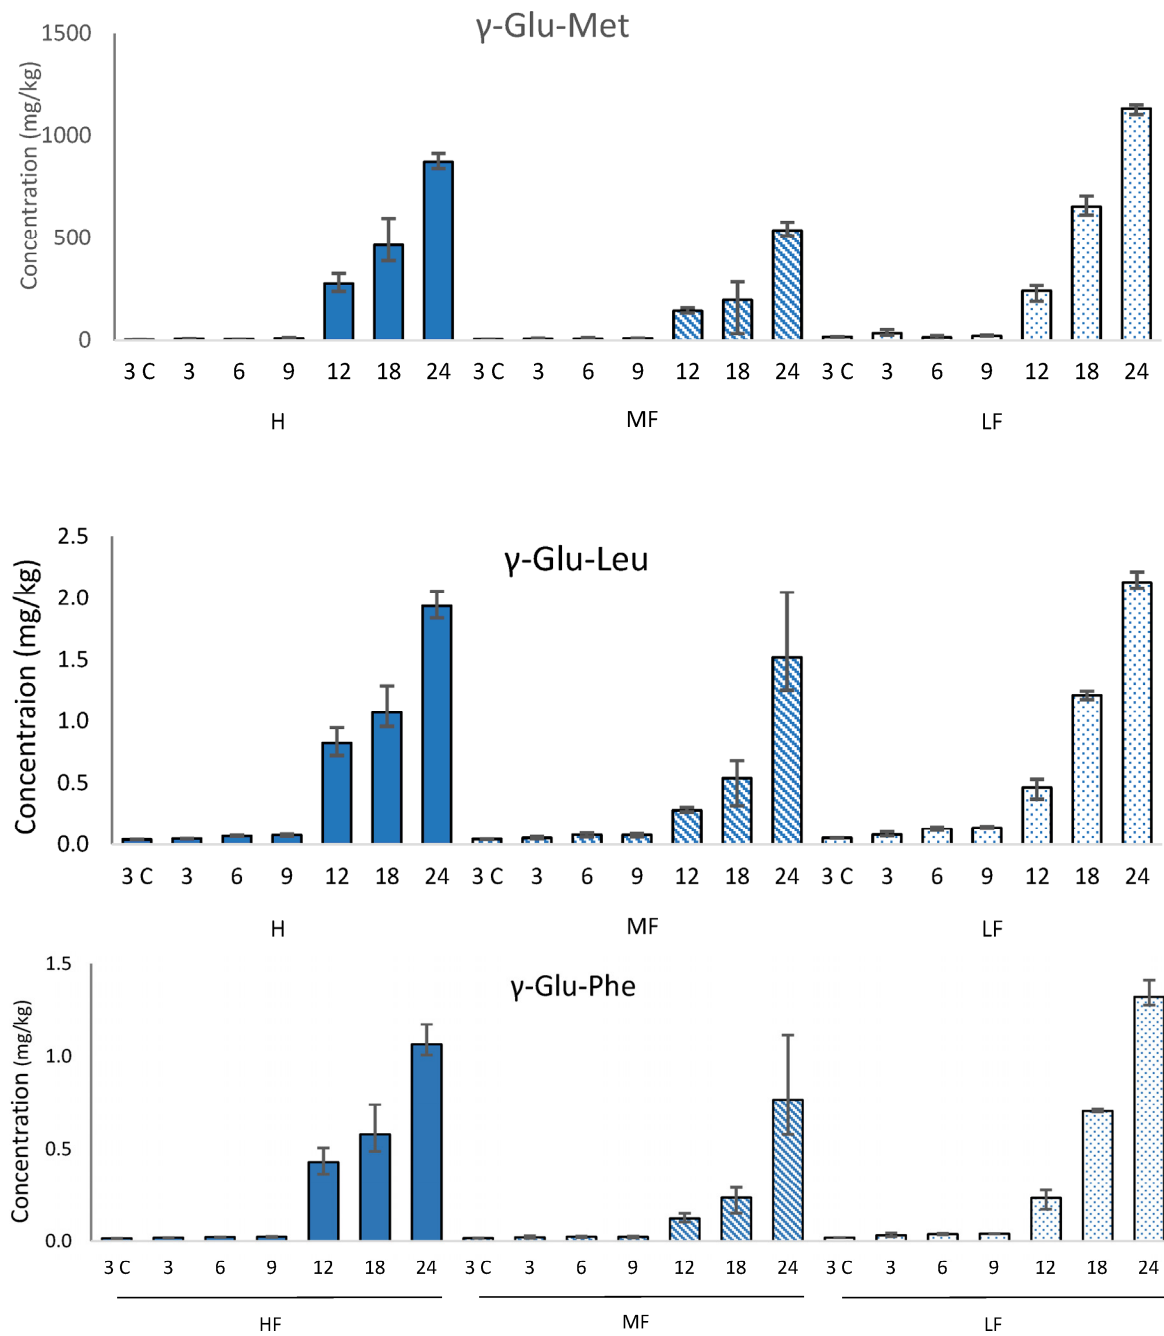 γ-Glu-Met
Concentration (mg/kg)
1500
1000
500
0
3 C 3 6 9 12 18 24 3 C 3 6 9 12 18 24 3 C 3 6 9 12 18 24
H MF LF
γ-Glu-Leu
Concentraion (mg/kg)
2.5
2.0
1.5
1.0
0.5
0.0
3 C 3 6 9 12 18 24 3 C 3 6 9 12 18 24 3 C 3 6 9 12 18 24
H MF LF
γ-Glu-Phe
Concentration (mg/kg)
1.5
1.0
0.5
0.0
3 C 3 6 9 12 18 24 3 C 3 6 9 12 18 24 3 C 3 6 9 12 18 24
HF MF LF